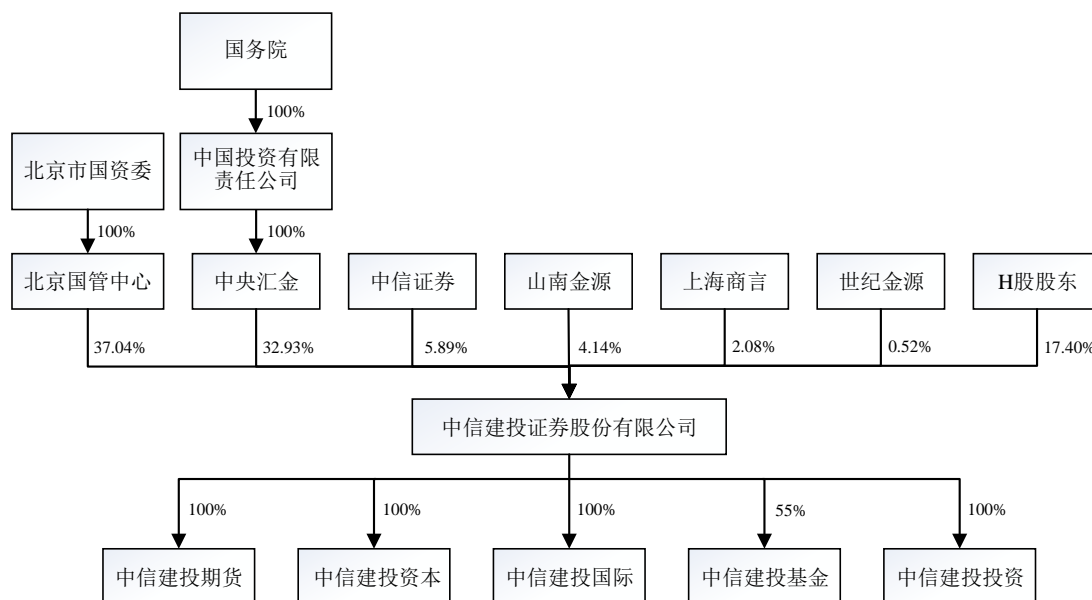 国务院
100%
北京市国资委
中国投资有限
责任公司
100%
100%
北京国管中心
中央汇金
中信证券
山南金源
上海商言
世纪金源
H股股东
37.04%
32.93%
5.89%
4.14%
2.08%
0.52%
17.40%
中信建投证券股份有限公司
100%
100%
100%
55%
100%
中信建投期货
中信建投资本
中信建投国际
中信建投基金
中信建投投资